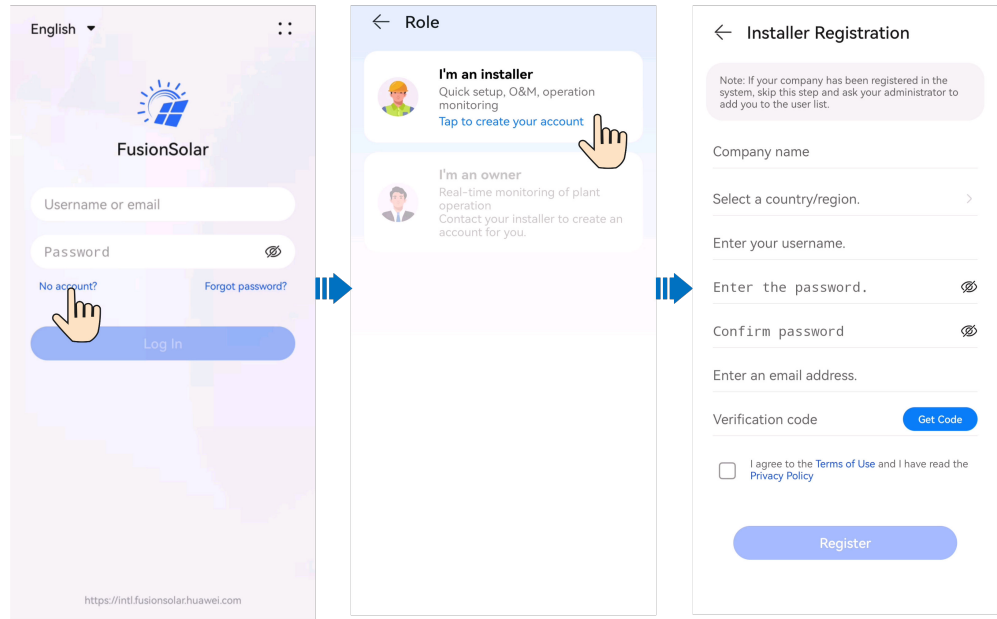 English
FusionSolar
Username or email
Password
No account?
Forgot password?
Log In
https://intl.fusionsolar.huawei.com
Role
I'm an installer
Quick setup, O&M, operation
monitoring
Tap to create your account
I'm an owner
Real-time monitoring of plant
operation
Contact your installer to create an
account for you.
Installer Registration
Note: If your company has been registered in the
system, skip this step and ask your administrator to
add you to the user list.
Company name
Select a country/region.
Enter your username.
Enter the password.
Confirm password
Enter an email address.
Verification code
Get Code
I agree to the Terms of Use and I have read the
Privacy Policy
Register